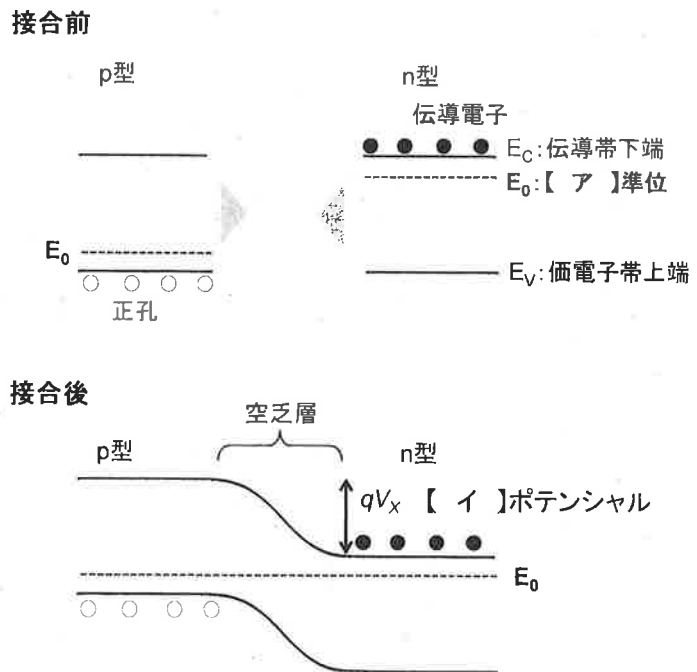 接合前
p型
n型
伝導電子
E_C:伝導帯下端
E_0:【 ア 】準位
E_0
E_V:価電子帯上端
正孔
接合後
空乏層
p型
n型
qV_X 【 イ 】ポテンシャル
E_0